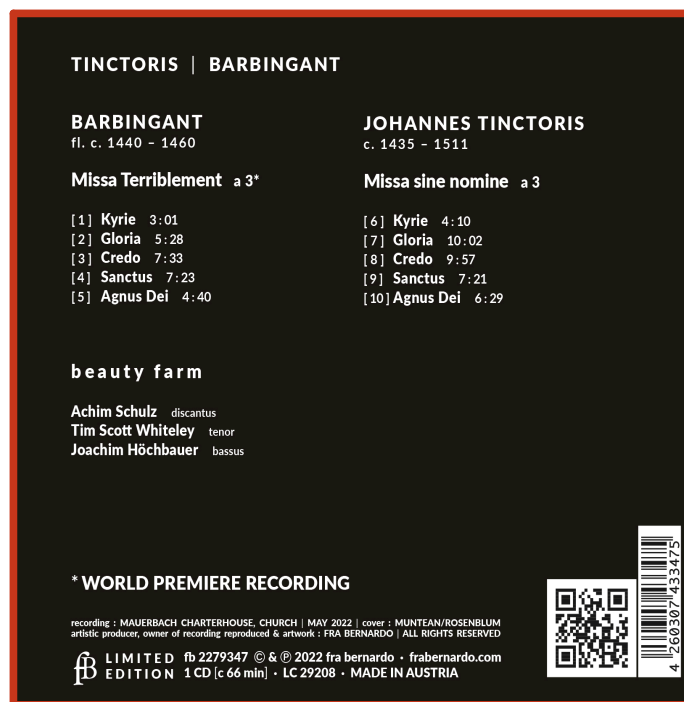 TINCTORIS | BARBINGANT
BARBINGANT
fl. c. 1440 – 1460
Missa Terriblement a 3*
[1] Kyrie 3:01
[2] Gloria 5:28
[3] Credo 7:33
[4] Sanctus 7:23
[5] Agnus Dei 4:40
JOHANNES TINCTORIS
c. 1435 – 1511
Missa sine nomine a 3
[6] Kyrie 4:10
[7] Gloria 10:02
[8] Credo 9:57
[9] Sanctus 7:21
[10] Agnus Dei 6:29
beauty farm
Achim Schulz discantus
Tim Scott Whiteley tenor
Joachim Höchbauer bassus
* WORLD PREMIERE RECORDING
recording : MAUERBACH CHARTERHOUSE, CHURCH | MAY 2022 | cover : MUNTEAN/ROSENBLUM
artistic producer, owner of recording reproduced & artwork : FRA BERNARDO | ALL RIGHTS RESERVED
fB LIMITED EDITION
fb 2279347 © & ℗ 2022 fra bernardo · frabernardo.com
1 CD [c 66 min] · LC 29208 · MADE IN AUSTRIA
4 260307 433475